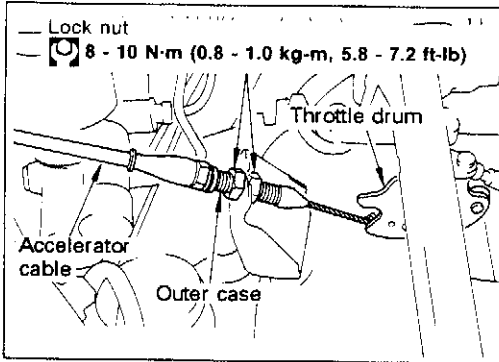 Lock nut
8 - 10 N·m (0.8 - 1.0 kg-m, 5.8 - 7.2 ft-lb)
Throttle drum
Accelerator
cable
Outer case